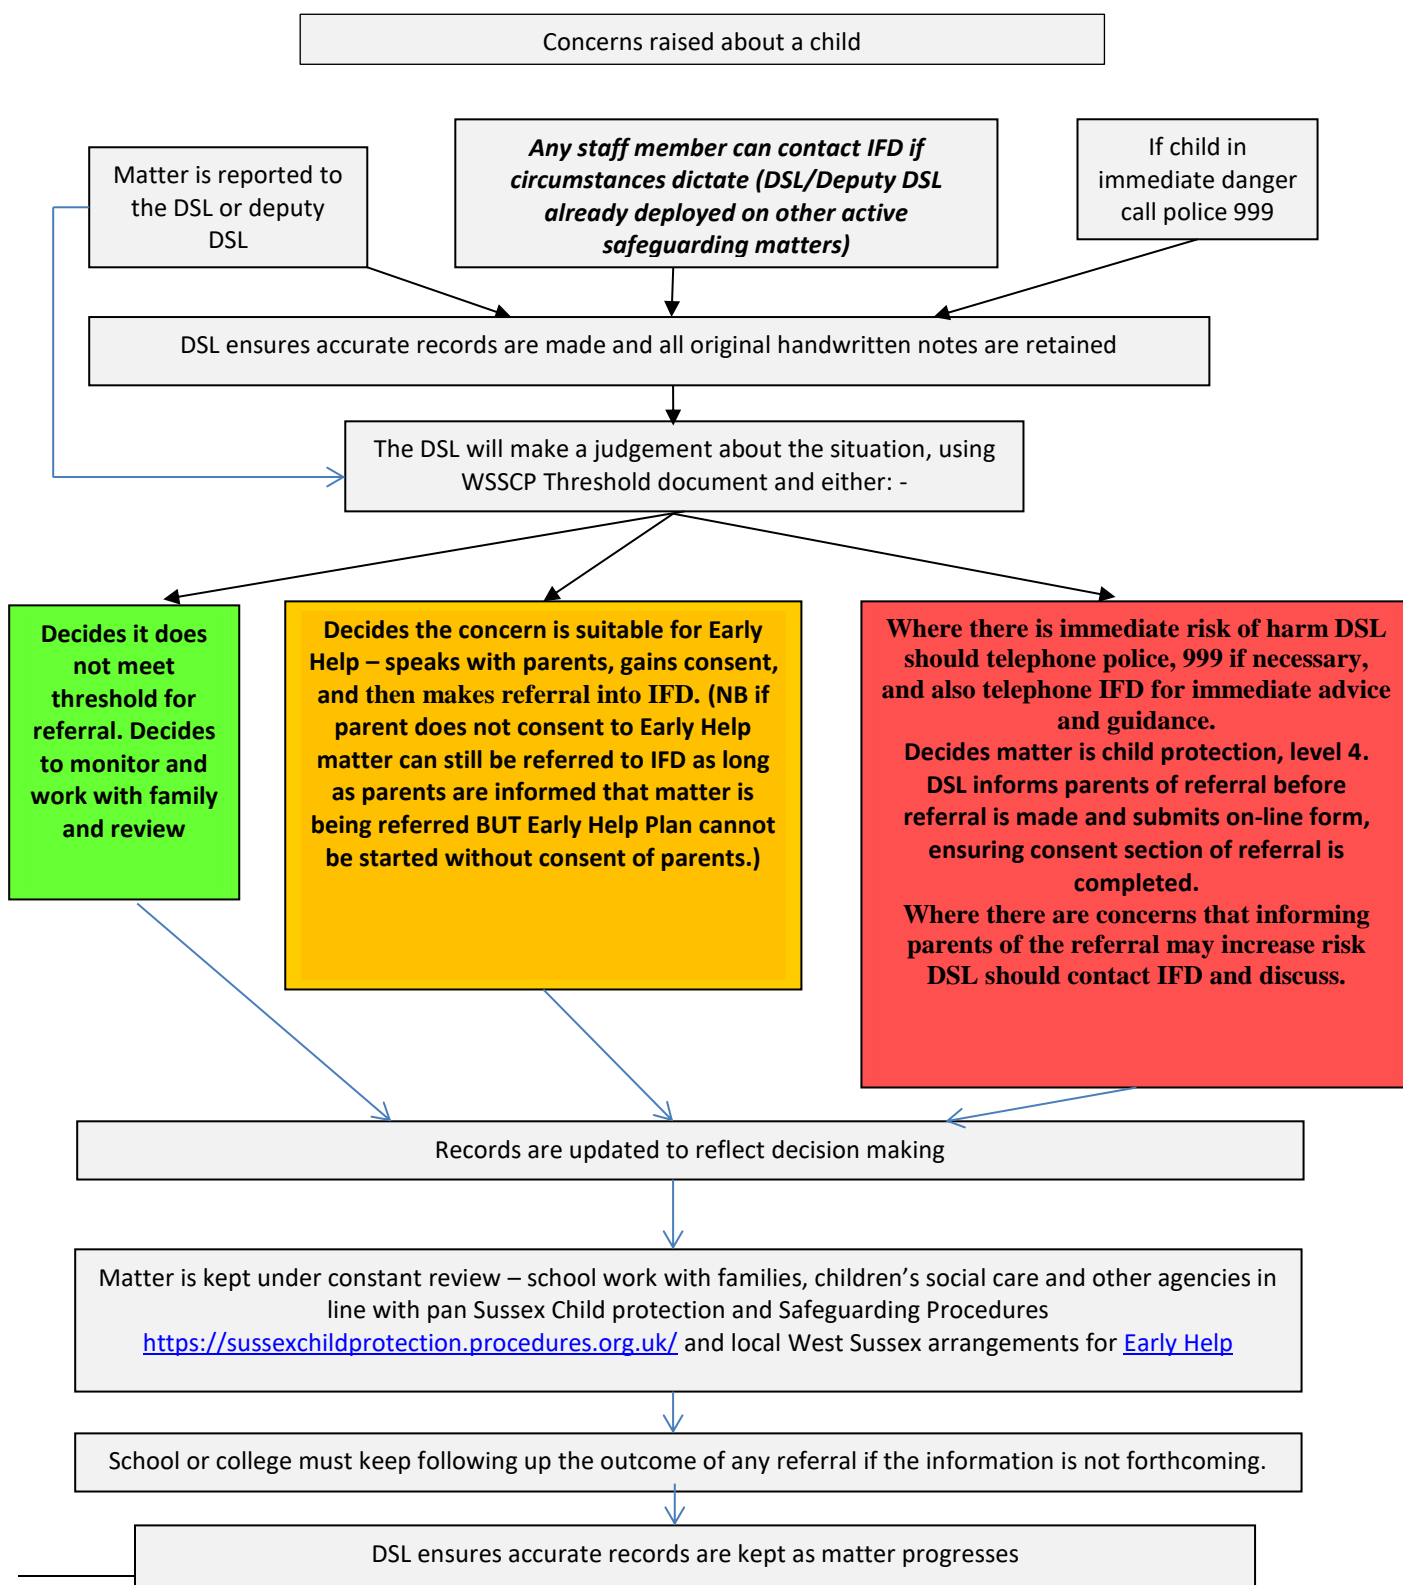 Concerns raised about a child
Matter is reported to
the DSL or deputy
DSL
Any staff member can contact IFD if
circumstances dictate (DSL/Deputy DSL
already deployed on other active
safeguarding matters)
If child in
immediate danger
call police 999
DSL ensures accurate records are made and all original handwritten notes are retained
The DSL will make a judgement about the situation, using
WSSCP Threshold document and either: -
Decides it does
not meet
threshold for
referral. Decides
to monitor and
work with family
and review
Decides the concern is suitable for Early
Help – speaks with parents, gains consent,
and then makes referral into IFD. (NB if
parent does not consent to Early Help
matter can still be referred to IFD as long
as parents are informed that matter is
being referred BUT Early Help Plan cannot
be started without consent of parents.)
Where there is immediate risk of harm DSL
should telephone police, 999 if necessary,
and also telephone IFD for immediate advice
and guidance.
Decides matter is child protection, level 4.
DSL informs parents of referral before
referral is made and submits on-line form,
ensuring consent section of referral is
completed.
Where there are concerns that informing
parents of the referral may increase risk
DSL should contact IFD and discuss.
Records are updated to reflect decision making
Matter is kept under constant review – school work with families, children’s social care and other agencies in
line with pan Sussex Child protection and Safeguarding Procedures
https://sussexchildprotection.procedures.org.uk/ and local West Sussex arrangements for Early Help
School or college must keep following up the outcome of any referral if the information is not forthcoming.
DSL ensures accurate records are kept as matter progresses